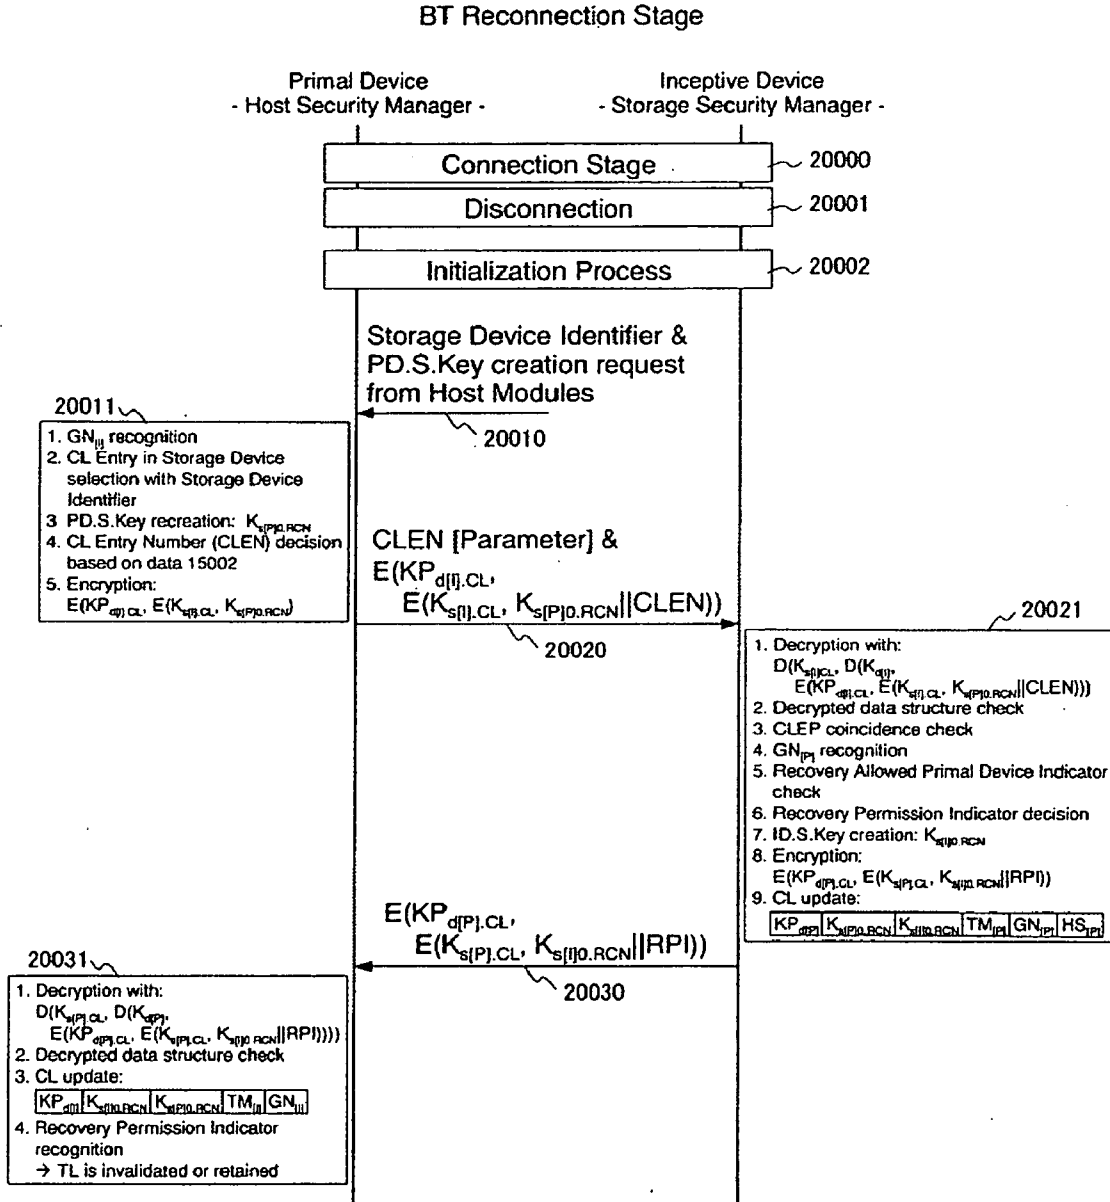 BT Reconnection Stage
Primal Device
- Host Security Manager -
Inceptive Device
- Storage Security Manager -
Connection Stage
20000
Disconnection
20001
Initialization Process
20002
Storage Device Identifier &
PD.S.Key creation request
from Host Modules
20010
20011
1. GN[I] recognition
2. CL Entry in Storage Device
selection with Storage Device
Identifier
3 PD.S.Key recreation: Ks[P]0.RCN
4. CL Entry Number (CLEN) decision
based on data 15002
5. Encryption:
E(KPd[I].CL, E(Ks[I].CL, Ks[P]0.RCN)
CLEN [Parameter] &
E(KPd[I].CL,
E(Ks[I].CL, Ks[P]0.RCN||CLEN))
20020
20021
1. Decryption with:
D(Ks[I]CL, D(Kd[I],
E(KPd[I].CL, E(Ks[I].CL, Ks[P]0.RCN||CLEN)))
2. Decrypted data structure check
3. CLEP coincidence check
4. GN[P] recognition
5. Recovery Allowed Primal Device Indicator
check
6. Recovery Permission Indicator decision
7. ID.S.Key creation: Ks[I]0.RCN
8. Encryption:
E(KPd[P].CL, E(Ks[P].CL, Ks[I]0.RCN||RPI))
9. CL update:
KPd[P] Ks[P]0.RCN Ks[I]0.RCN TM[P] GN[P] HS[P]
E(KPd[P].CL,
E(Ks[P].CL, Ks[I]0.RCN||RPI))
20030
20031
1. Decryption with:
D(Ks[P].CL, D(Kd[P],
E(KPd[P].CL, E(Ks[P].CL, Ks[I]0.RCN||RPI))))
2. Decrypted data structure check
3. CL update:
KPd[I] Ks[I]0.RCN Ks[P]0.RCN TM[I] GN[I]
4. Recovery Permission Indicator
recognition
→ TL is invalidated or retained